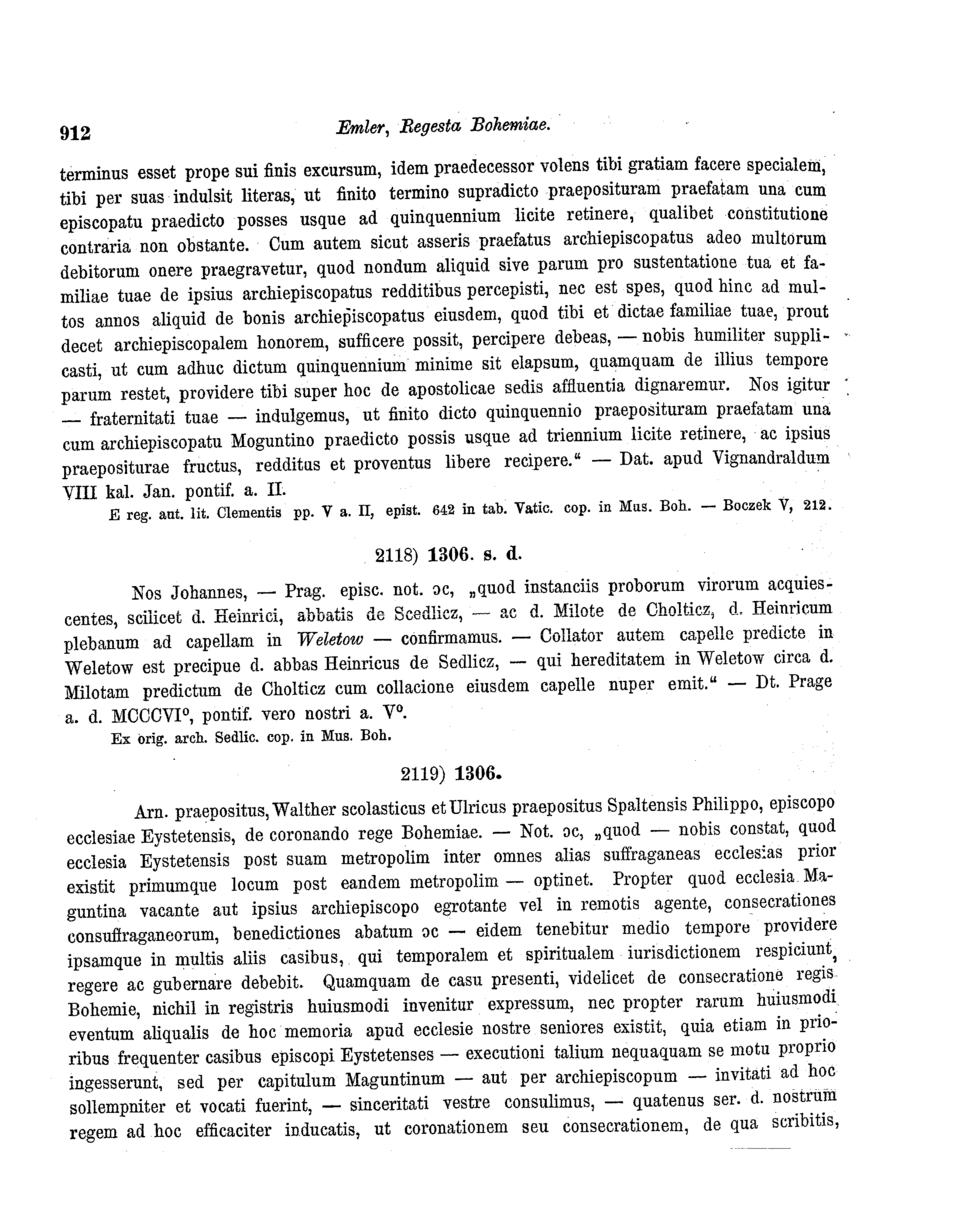 912
Emler, Regesta Bohemiae.
terminus esset prope sui finis excursum, idem praedecessor volens tibi gratiam facere specialem,
tibi per suas indulsit literas, ut finito termino supradicto praeposituram praefatam una cum
episcopatu praedicto posses usque ad quinquennium licite retinere, qualibet constitutione
contraria non obstante. Cum autem sicut asseris praefatus archiepiscopatus adeo multorum
debitorum onere praegravetur, quod nondum aliquid sive parum pro sustentatione tua et fa-
miliae tuae de ipsius archiepiscopatus redditibus percepisti, nec est spes, quod hinc ad mul-
tos annos aliquid de bonis archiepiscopatus eiusdem, quod tibi et dictae familiae tuae, prout
decet archiepiscopalem honorem, sufficere possit, percipere debeas, — nobis humiliter suppli-
casti, ut cum adhuc dictum quinquennium minime sit elapsum, quamquam de illius tempore
parum restet, providere tibi super hoc de apostolicae sedis affluentia dignaremur. Nos igitur
— fraternitati tuae — indulgemus, ut finito dicto quinquennio praeposituram praefatam una
cum archiepiscopatu Moguntino praedicto possis usque ad triennium licite retinere, ac ipsius
praepositurae fructus, redditus et proventus libere recipere.“ — Dat. apud Vignandraldum
VIII kal. Jan. pontif. a. II.
E reg. aut. lit. Clementis pp. V a. II, epist. 642 in tab. Vatic. cop. in Mus. Boh. — Boczek V, 212.
2118) 1306. s. d.
Nos Johannes, — Prag. episc. not. ɔc, „quod instanciis proborum virorum acquies-
centes, scilicet d. Heinrici, abbatis de Scedlicz, — ac d. Milote de Cholticz, d. Heinricum
plebanum ad capellam in Weletow — confirmamus. — Collator autem capelle predicte in
Weletow est precipue d. abbas Heinricus de Sedlicz, — qui hereditatem in Weletow circa d.
Milotam predictum de Cholticz cum collacione eiusdem capelle nuper emit.“ — Dt. Prage
a. d. MCCCVIº, pontif. vero nostri a. Vº.
Ex orig. arch. Sedlic. cop. in Mus. Boh.
2119) 1306.
Arn. praepositus, Walther scolasticus et Ulricus praepositus Spaltensis Philippo, episcopo
ecclesiae Eystetensis, de coronando rege Bohemiae. — Not. ɔc, „quod — nobis constat, quod
ecclesia Eystetensis post suam metropolim inter omnes alias suffraganeas ecclesias prior
existit primumque locum post eandem metropolim — optinet. Propter quod ecclesia Ma-
guntina vacante aut ipsius archiepiscopo egrotante vel in remotis agente, consecrationes
consuffraganeorum, benedictiones abatum ɔc — eidem tenebitur medio tempore providere
ipsamque in multis aliis casibus, qui temporalem et spiritualem iurisdictionem respiciunt,
regere ac gubernare debebit. Quamquam de casu presenti, videlicet de consecratione regis
Bohemie, nichil in registris huiusmodi invenitur expressum, nec propter rarum huiusmodi
eventum aliqualis de hoc memoria apud ecclesie nostre seniores existit, quia etiam in prio-
ribus frequenter casibus episcopi Eystetenses — executioni talium nequaquam se motu proprio
ingesserunt, sed per capitulum Maguntinum — aut per archiepiscopum — invitati ad hoc
sollempniter et vocati fuerint, — sinceritati vestre consulimus, — quatenus ser. d. nostrum
regem ad hoc efficaciter inducatis, ut coronationem seu consecrationem, de qua scribitis,